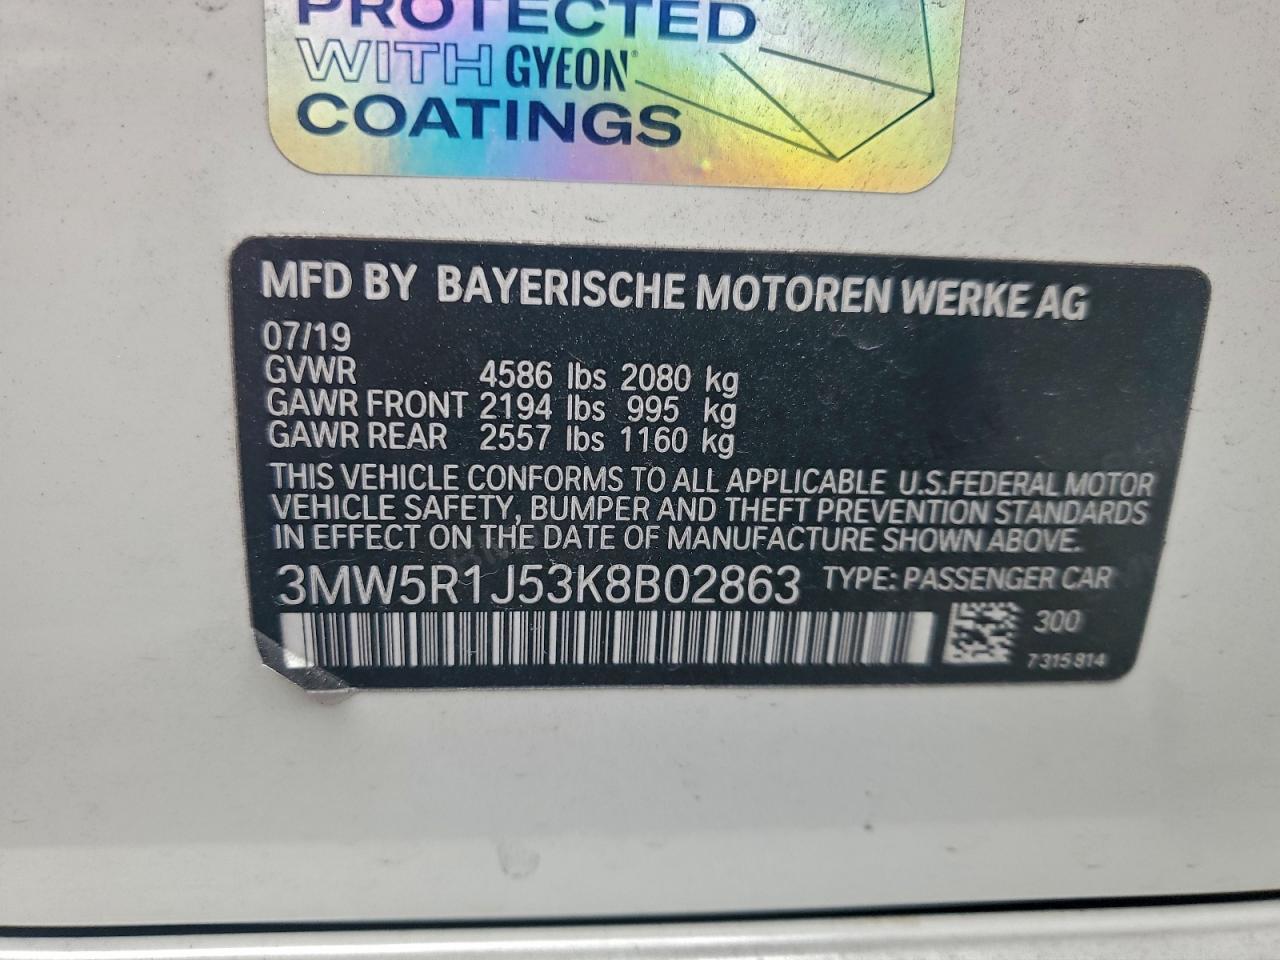 PROTECTED
WITH GYEON®
COATINGS
MFD BY BAYERISCHE MOTOREN WERKE AG
07/19
GVWR 4586 lbs 2080 kg
GAWR FRONT 2194 lbs 995 kg
GAWR REAR 2557 lbs 1160 kg
THIS VEHICLE CONFORMS TO ALL APPLICABLE U.S.FEDERAL MOTOR
VEHICLE SAFETY, BUMPER AND THEFT PREVENTION STANDARDS
IN EFFECT ON THE DATE OF MANUFACTURE SHOWN ABOVE.
3MW5R1J53K8B02863 TYPE: PASSENGER CAR
300
7315814